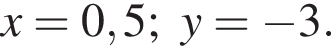 x = 0,5; y = −3.